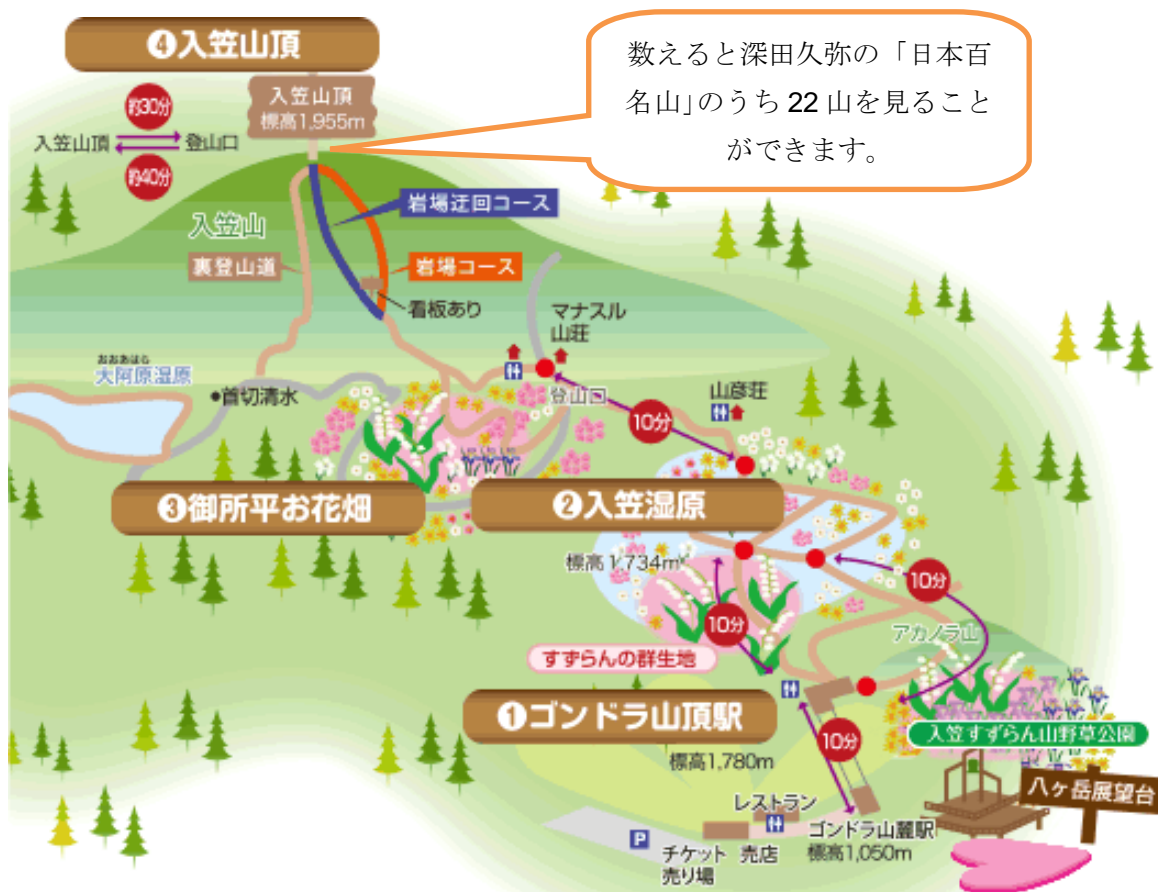 ❹入笠山頂
数えると深田久弥の「日本百
名山」のうち 22 山を見ること
ができます。
約30分
入笠山頂
標高1,955m
入笠山頂
登山口
約40分
岩場迂回コース
入笠山
裏登山道
岩場コース
看板あり
マナスル
山荘
おおあはら
大阿原湿原
首切清水
登山口
山彦荘
10分
❸御所平お花畑
❷入笠湿原
標高1,734m
10分
10分
アカノラ山
すずらんの群生地
❶ゴンドラ山頂駅
10分
入笠すずらん山野草公園
標高1,780m
八ヶ岳展望台
レストラン
P
チケット
売り場
売店
ゴンドラ山麓駅
標高1,050m